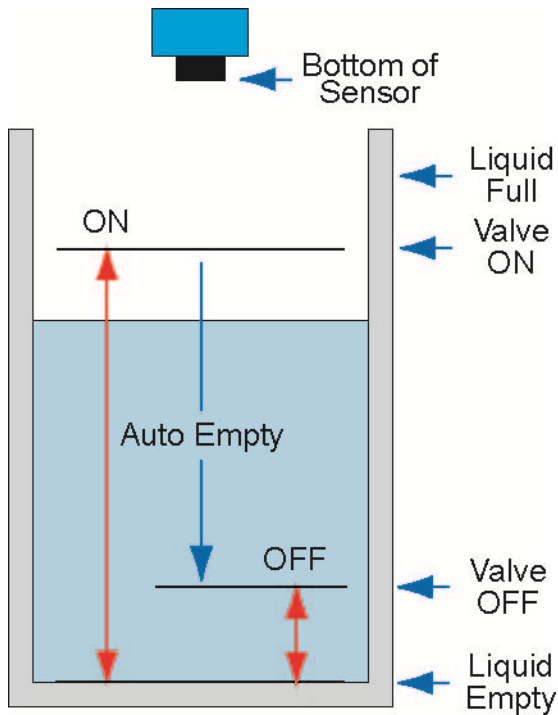 Bottom of
Sensor
Liquid
Full
ON
Valve
ON
Auto Empty
OFF
Valve
OFF
Liquid
Empty